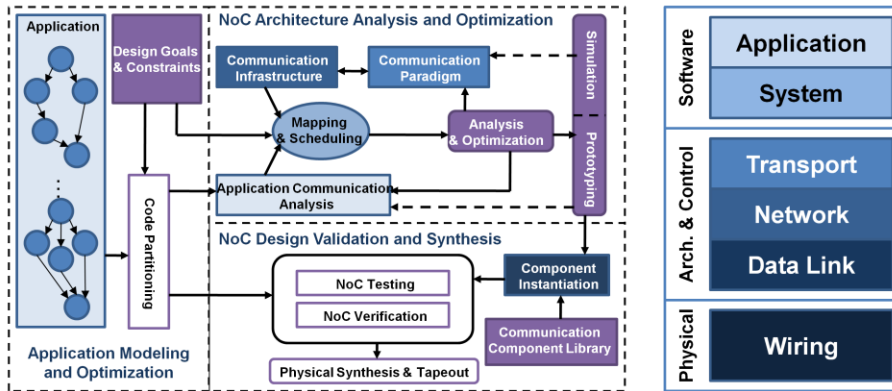 Application
Design Goals
& Constraints
Code Partitioning
Application Modeling
and Optimization
NoC Architecture Analysis and Optimization
Communication
Infrastructure
Communication
Paradigm
Mapping
& Scheduling
Analysis
& Optimization
Simulation
Prototyping
Application Communication
Analysis
NoC Design Validation and Synthesis
NoC Testing
NoC Verification
Component
Instantiation
Communication
Component Library
Physical Synthesis & Tapeout
Software
Application
System
Arch. & Control
Transport
Network
Data Link
Physical
Wiring